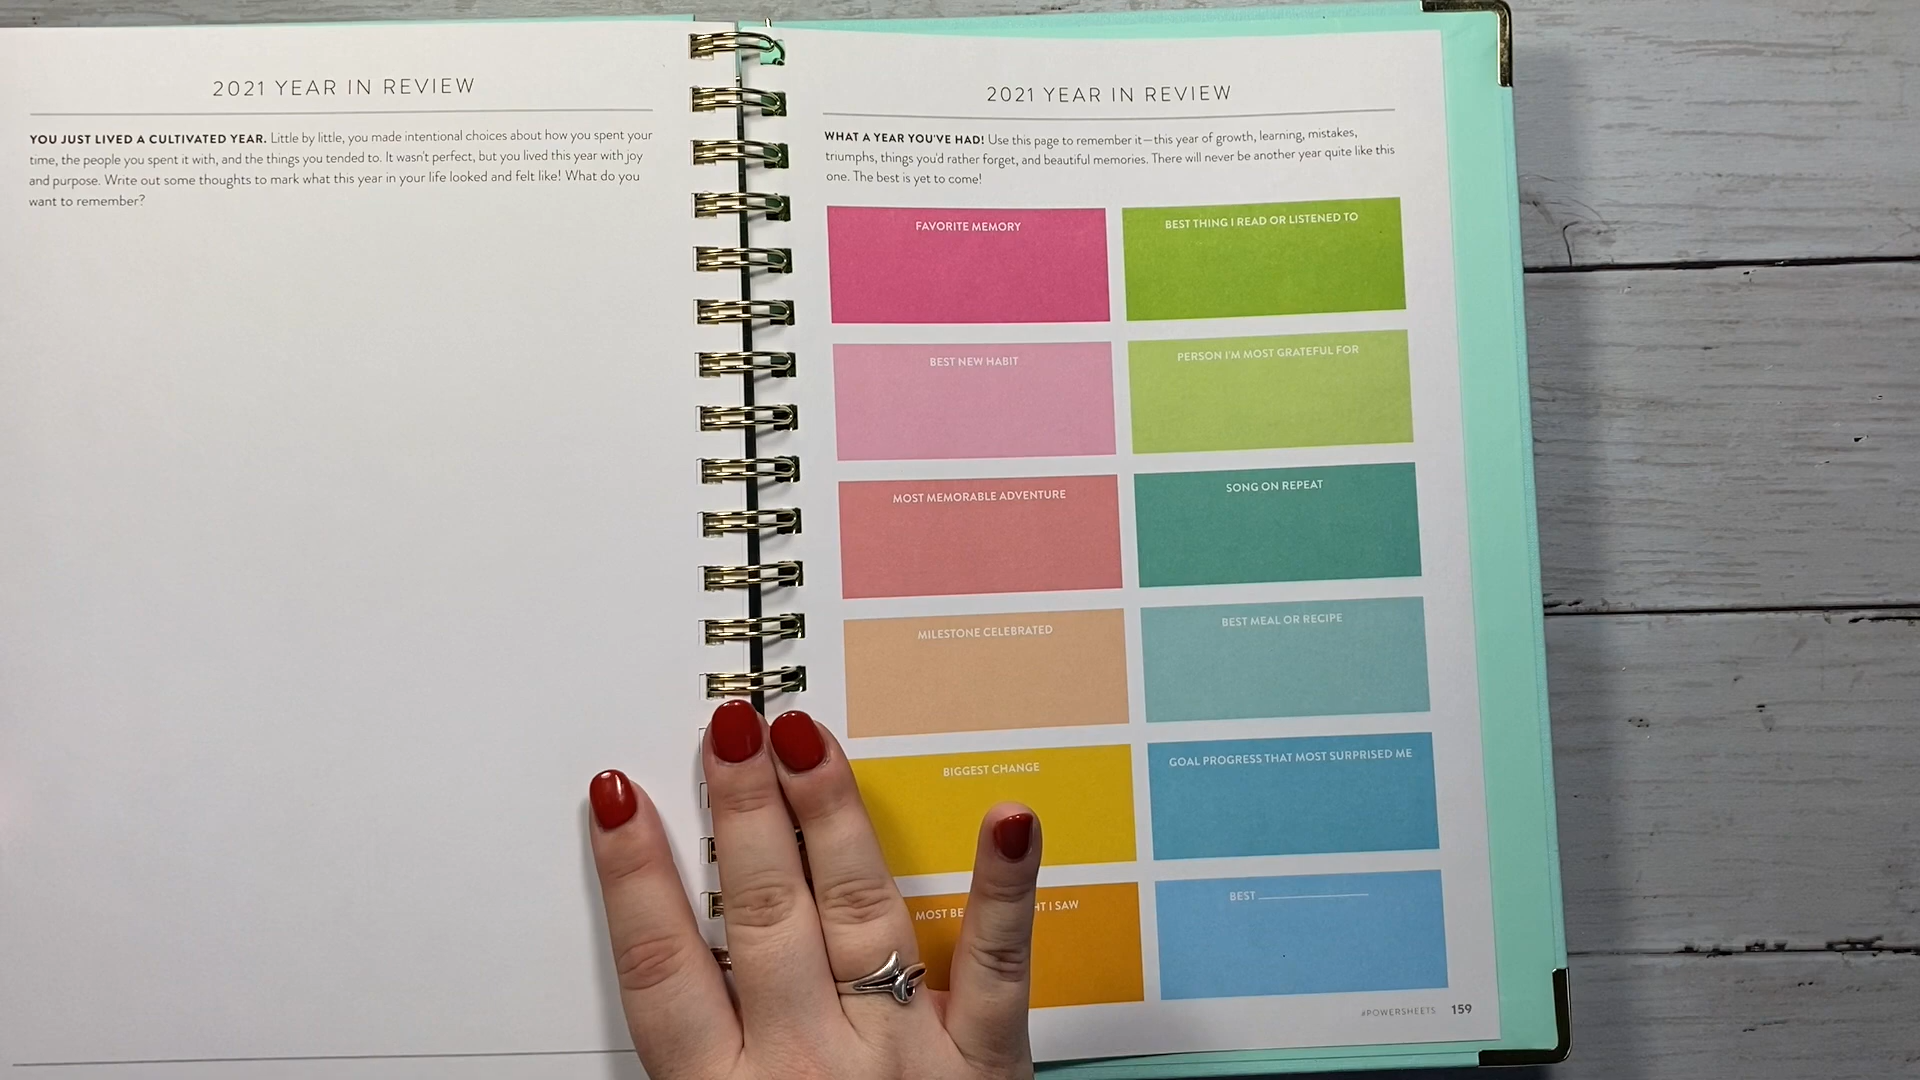 2021 YEAR IN REVIEW
YOU JUST LIVED A CULTIVATED YEAR. Little by little, you made intentional choices about how you spent your
time, the people you spent it with, and the things you tended to. It wasn't perfect, but you lived this year with joy
and purpose. Write out some thoughts to mark what this year in your life looked and felt like! What do you
want to remember?
2021 YEAR IN REVIEW
WHAT A YEAR YOU'VE HAD! Use this page to remember it—this year of growth, learning, mistakes,
triumphs, things you'd rather forget, and beautiful memories. There will never be another year quite like this
one. The best is yet to come!
FAVORITE MEMORY
BEST THING I READ OR LISTENED TO
BEST NEW HABIT
PERSON I'M MOST GRATEFUL FOR
MOST MEMORABLE ADVENTURE
SONG ON REPEAT
MILESTONE CELEBRATED
BEST MEAL OR RECIPE
BIGGEST CHANGE
GOAL PROGRESS THAT MOST SURPRISED ME
MOST I SAW
BEST
#POWERSHEETS 159